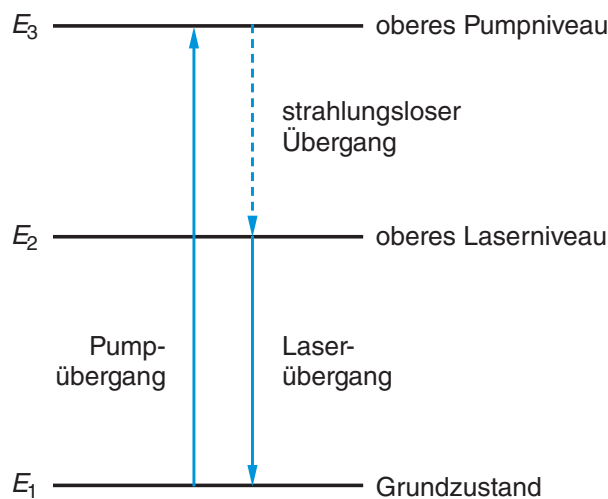 E3 oberes Pumpniveau
strahlungsloser
Übergang
E2 oberes Laserniveau
Pump-
übergang
Laser-
übergang
E1 Grundzustand